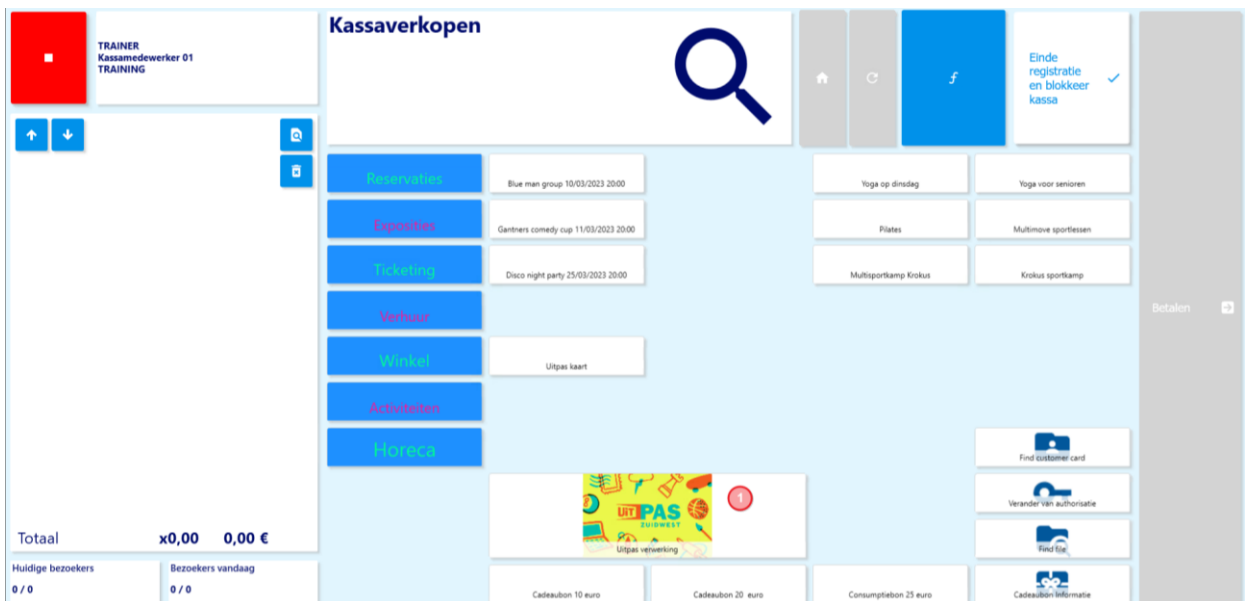 TRAINER
Kassamedewerker 01
TRAINING
Kassaverkopen
Einde
registratie
en blokkeer
kassa
Reservaties
Blue man group 10/03/2023 20:00
Yoga op dinsdag
Yoga voor senioren
Exposities
Gantners comedy cup 11/03/2023 20:00
Pilates
Multimove sportlessen
Ticketing
Disco night party 25/03/2023 20:00
Multisportkamp Krokus
Krokus sportkamp
Verhuur
Betalen
Winkel
Uitpas kaart
Activiteiten
Horeca
Find customer card
UiT PAS
ZUIDWEST
1
Uitpas verwerking
Verander van authorisatie
Find file
Totaal x0,00 0,00 €
Huidige bezoekers
0 / 0
Bezoekers vandaag
0 / 0
Cadeaubon 10 euro
Cadeaubon 20 euro
Consumptiebon 25 euro
Cadeaubon Informatie